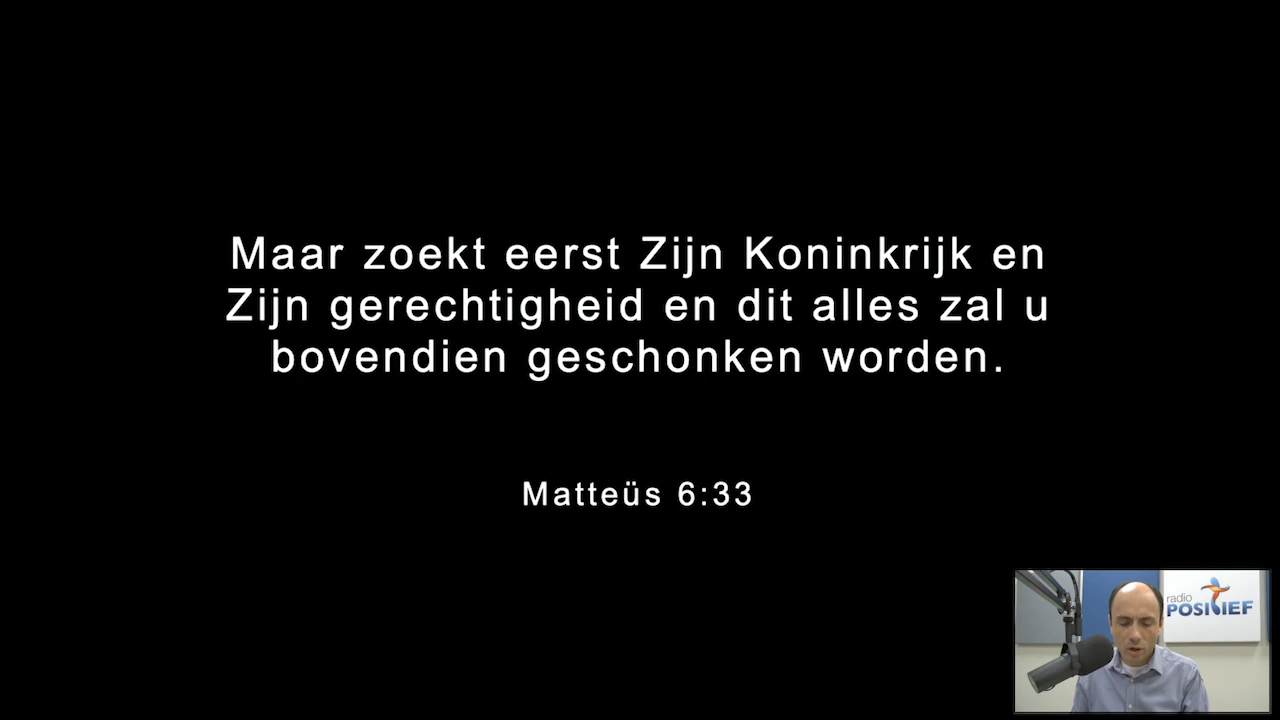 Maar zoekt eerst Zijn Koninkrijk en
Zijn gerechtigheid en dit alles zal u
bovendien geschonken worden.
Matteüs 6:33
radio
POSITIEF